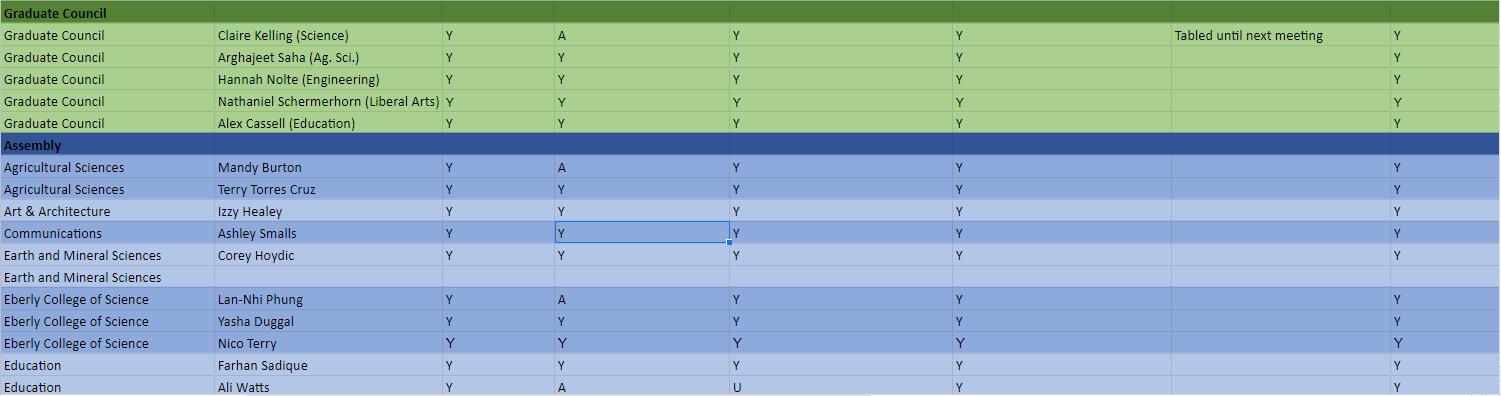 Graduate Council
Graduate Council Claire Kelling (Science) Y A Y Y Tabled until next meeting Y
Graduate Council Arghajeet Saha (Ag. Sci.) Y Y Y Y Y
Graduate Council Hannah Nolte (Engineering) Y Y Y Y Y
Graduate Council Nathaniel Schermerhorn (Liberal Arts) Y Y Y Y Y
Graduate Council Alex Cassell (Education) Y Y Y Y Y
Assembly
Agricultural Sciences Mandy Burton Y A Y Y Y
Agricultural Sciences Terry Torres Cruz Y Y Y Y Y
Art & Architecture Izzy Healey Y Y Y Y Y
Communications Ashley Smalls Y Y Y Y Y
Earth and Mineral Sciences Corey Hoydic Y Y Y Y Y
Earth and Mineral Sciences
Eberly College of Science Lan-Nhi Phung Y A Y Y Y
Eberly College of Science Yasha Duggal Y Y Y Y Y
Eberly College of Science Nico Terry Y Y Y Y Y
Education Farhan Sadique Y Y Y Y Y
Education Ali Watts Y A U Y Y